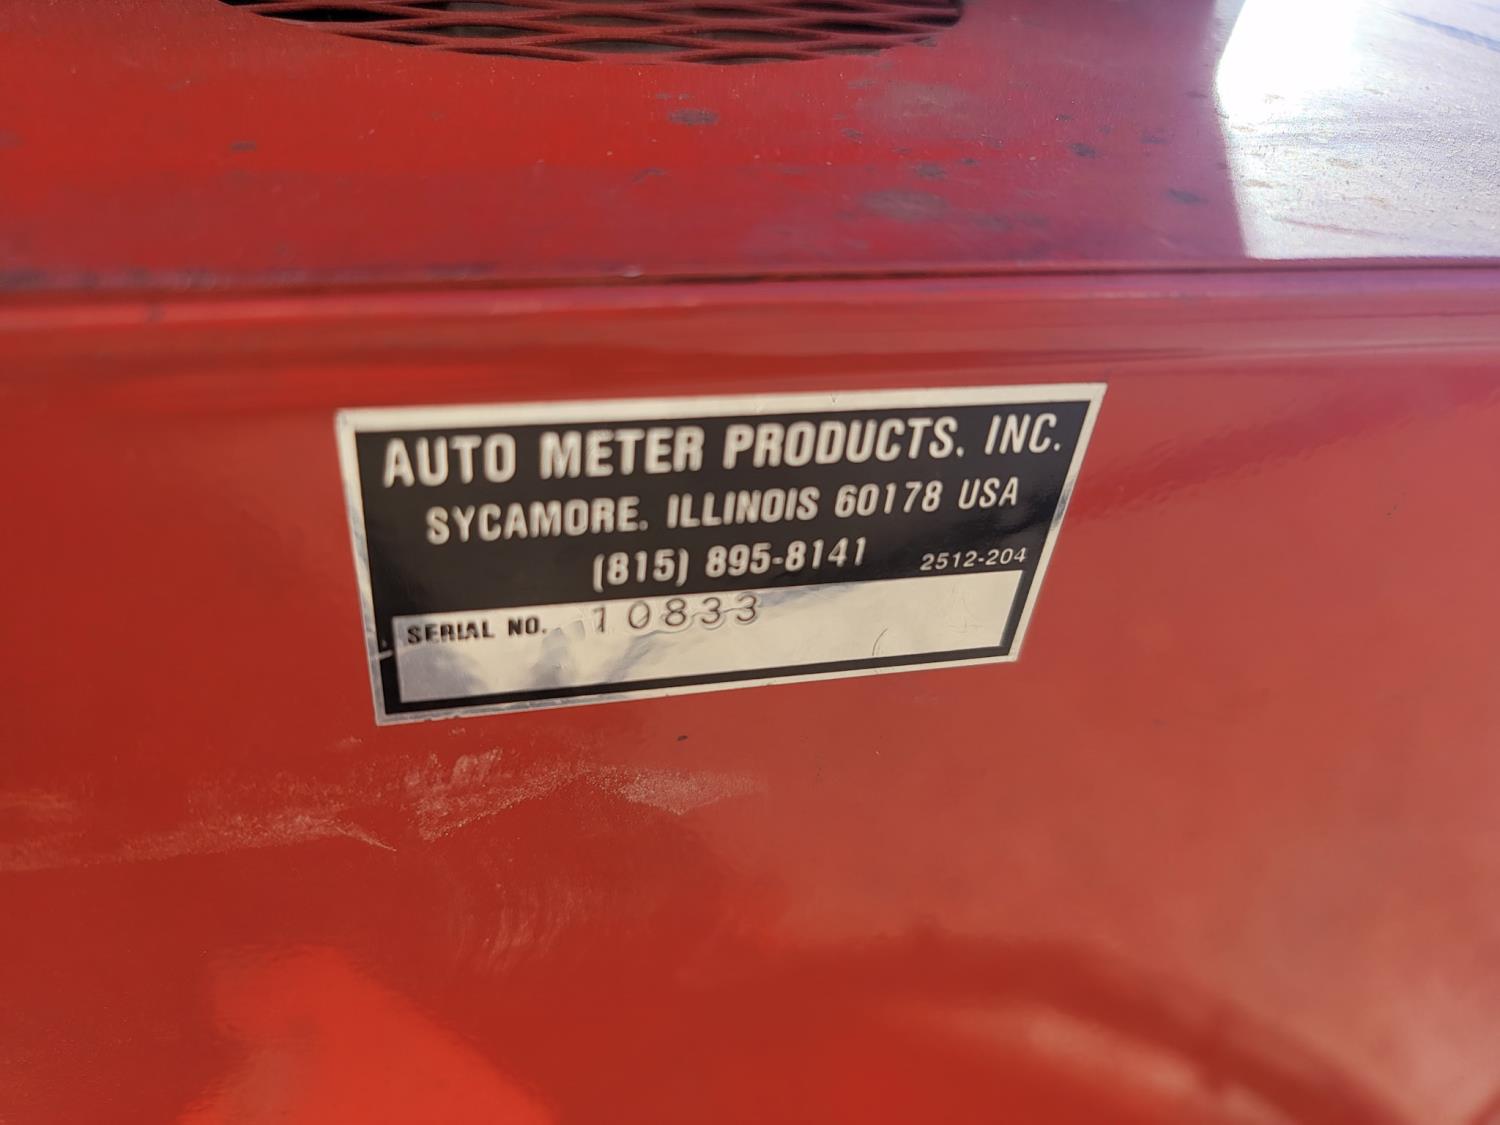 AUTO METER PRODUCTS, INC.
SYCAMORE, ILLINOIS 60178 USA
(815) 895-8141 2512-204
SERIAL NO. 10833